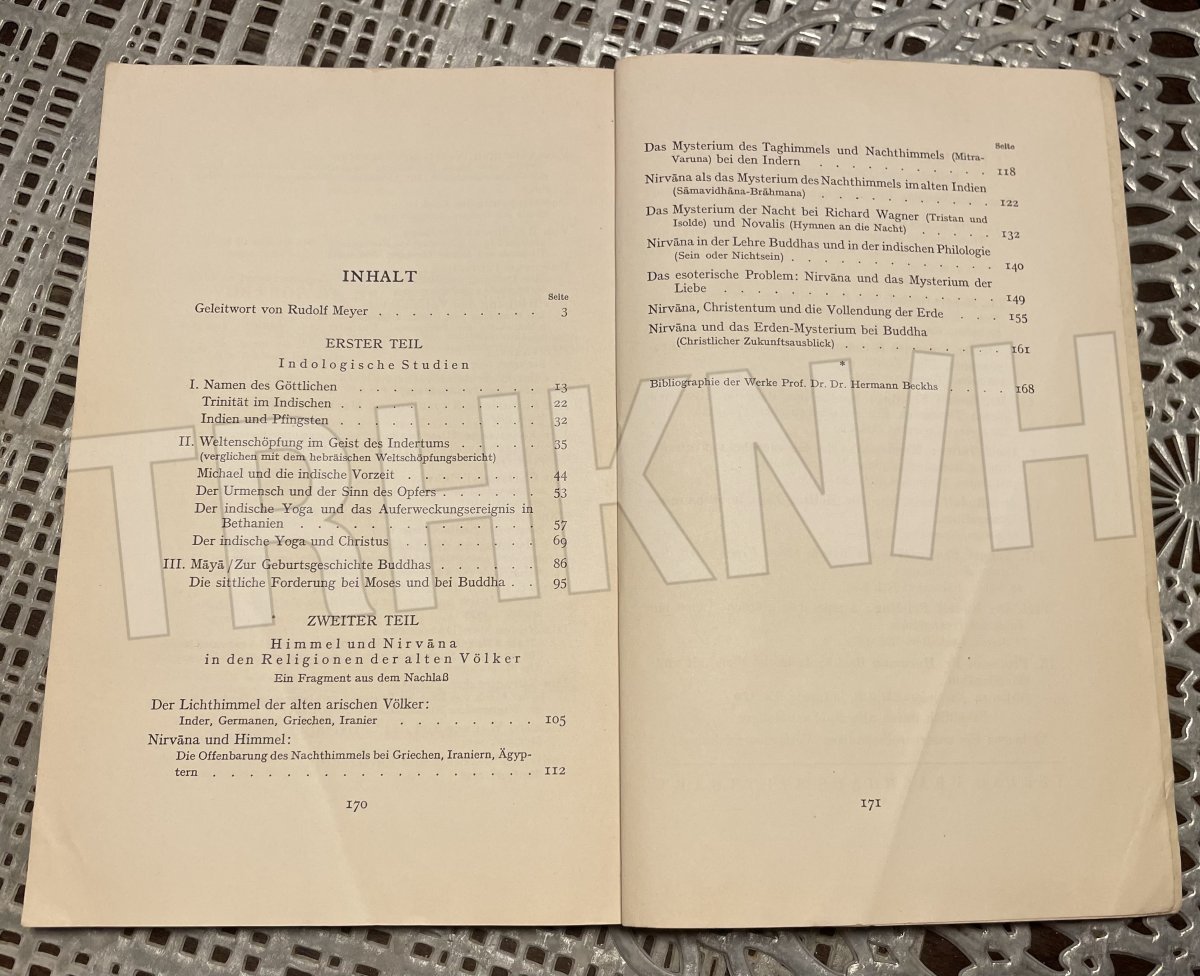 INHALT
Seite
Geleitwort von Rudolf Meyer . . . . . . . . . . 3
ERSTER TEIL
Indologische Studien
I. Namen des Göttlichen . . . . . . . . . . . 13
Trinität im Indischen . . . . . . . . . . . 22
Indien und Pfingsten . . . . . . . . . . . 32
II. Weltenschöpfung im Geist des Indertums . . . . . 35
(verglichen mit dem hebräischen Weltschöpfungsbericht)
Michael und die indische Vorzeit . . . . . . . . 44
Der Urmensch und der Sinn des Opfers . . . . . . 53
Der indische Yoga und das Auferweckungsereignis in
Bethanien . . . . . . . . . . . . . 57
Der indische Yoga und Christus . . . . . . . . 69
III. Māyā/Zur Geburtsgeschichte Buddhas . . . . . . 86
Die sittliche Forderung bei Moses und bei Buddha . . 95
ZWEITER TEIL
Himmel und Nirvāna
in den Religionen der alten Völker
Ein Fragment aus dem Nachlaß
Der Lichthimmel der alten arischen Völker:
Inder, Germanen, Griechen, Iranier . . . . . . . . 105
Nirvāna und Himmel:
Die Offenbarung des Nachthimmels bei Griechen, Iraniern, Ägyp-
tern . . . . . . . . . . . . . . . . . . 112
170
Seite
Das Mysterium des Taghimmels und Nachthimmels (Mitra-
Varuna) bei den Indern . . . . . . . . . . 118
Nirvāna als das Mysterium des Nachthimmels im alten Indien
(Sāmavidhāna-Brāhmana) . . . . . . . . . . 122
Das Mysterium der Nacht bei Richard Wagner (Tristan und
Isolde) und Novalis (Hymnen an die Nacht) . . . . . 132
Nirvāna in der Lehre Buddhas und in der indischen Philologie
(Sein oder Nichtsein) . . . . . . . . . . . . 140
Das esoterische Problem: Nirvāna und das Mysterium der
Liebe . . . . . . . . . . . . . . . . 149
Nirvāna, Christentum und die Vollendung der Erde . . . 155
Nirvāna und das Erden-Mysterium bei Buddha
(Christlicher Zukunftsausblick) . . . . . . . . . 161
*
Bibliographie der Werke Prof. Dr. Dr. Hermann Beckhs . . . . 168
171
TRHKN/H